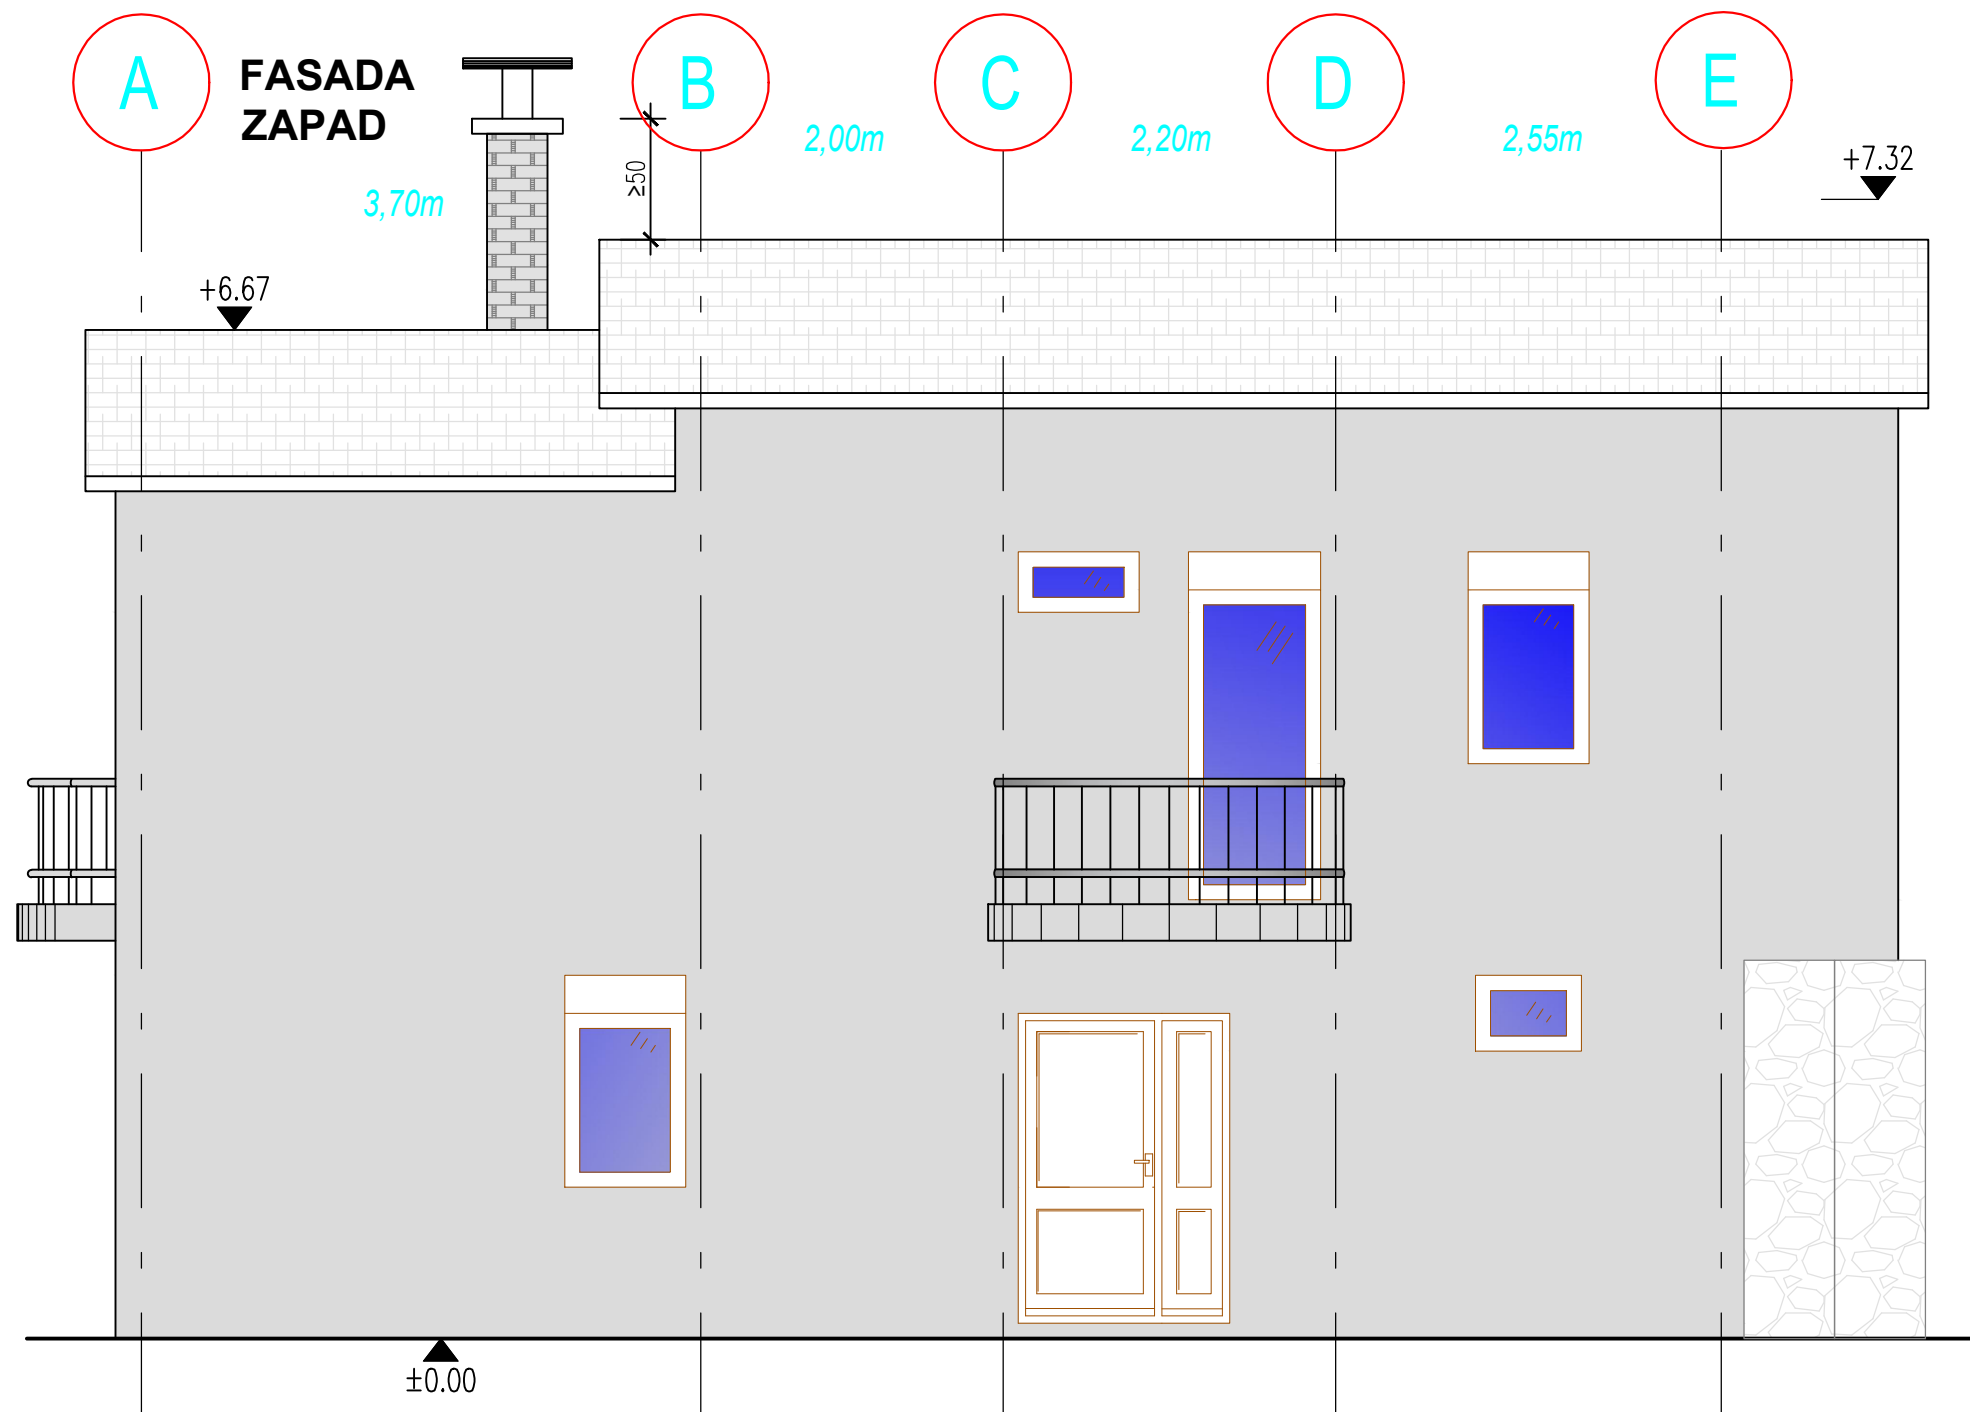 A
FASADA
ZAPAD
B
C
D
E
3,70m
≥50
2,00m
2,20m
2,55m
+7.32
+6.67
±0.00